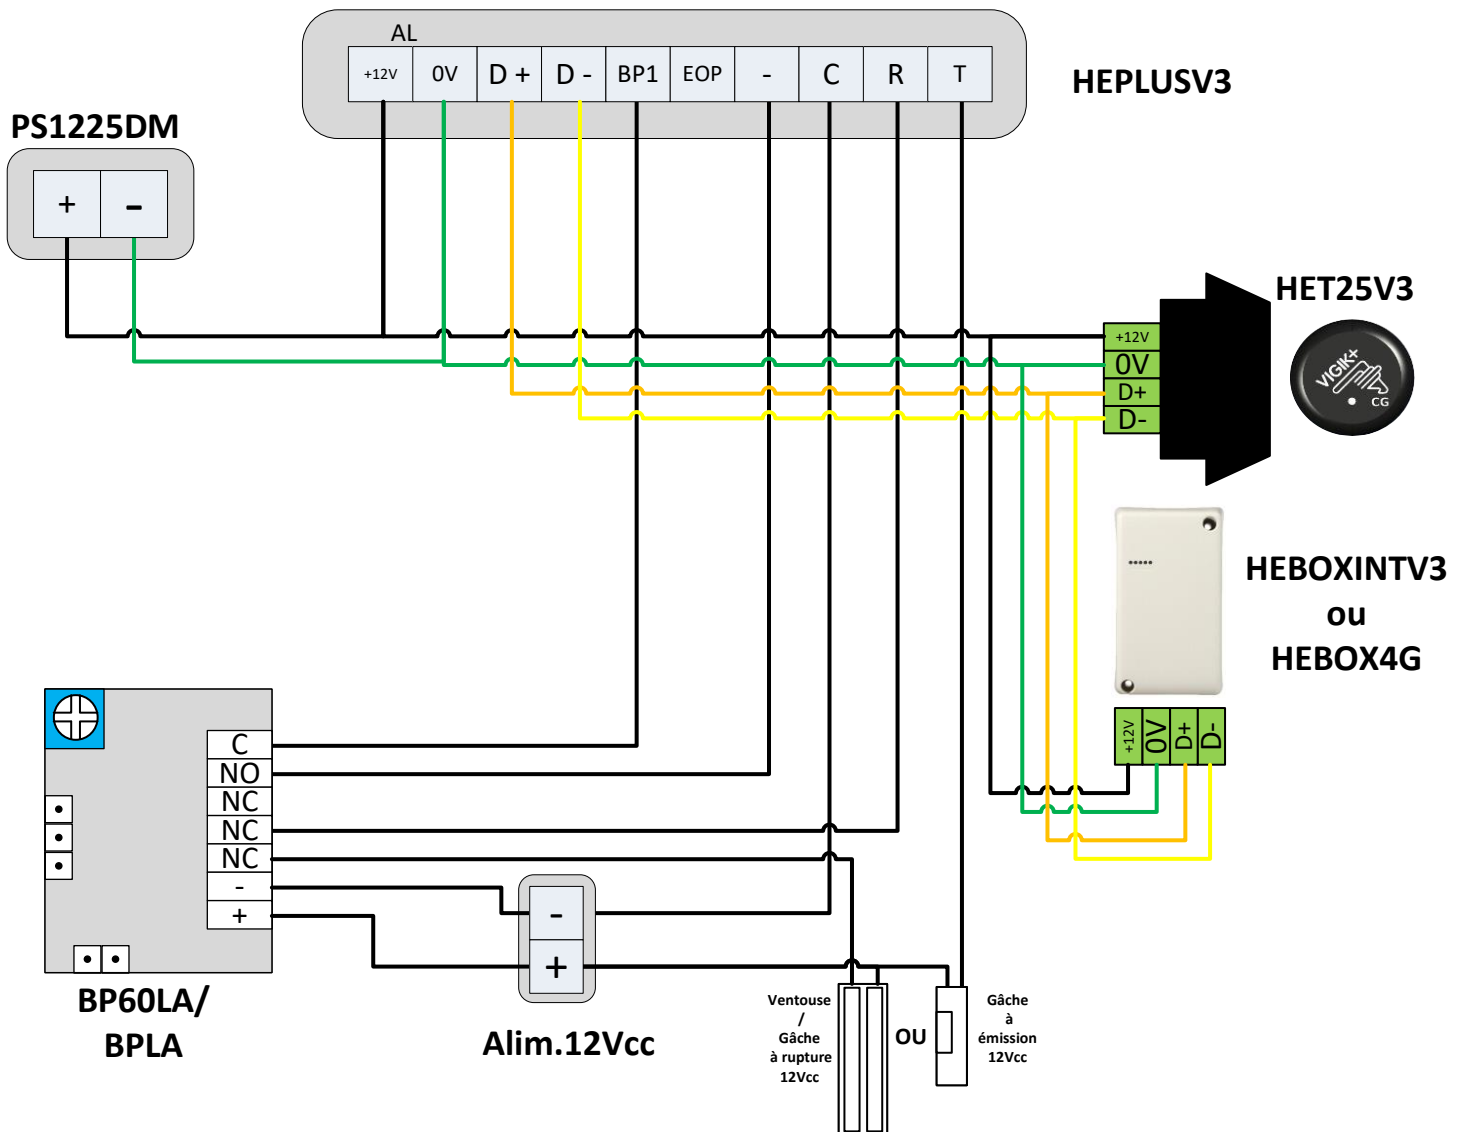 AL
+12V 0V D + D - BP1 EOP - C R T
HEPLUSV3
PS1225DM
+ -
HET25V3
+12V
0V
D+
D-
VIGIK+
CG
HEBOXINTV3
ou
HEBOX4G
+12V 0V D+ D-
C
NO
NC
NC
NC
-
+
BP60LA/
BPLA
-
+
Alim.12Vcc
Ventouse
/
Gâche
à rupture
12Vcc
OU
Gâche
à
émission
12Vcc